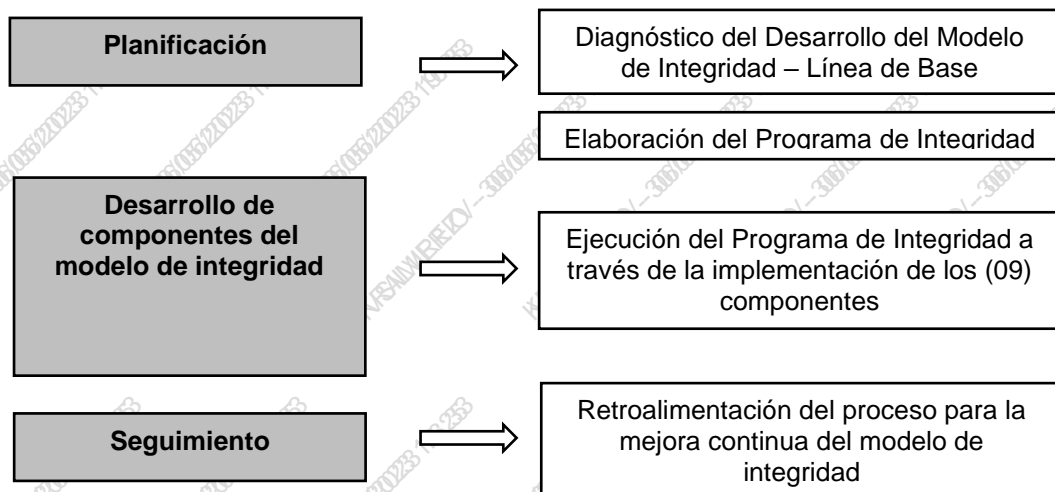 Planificación
Diagnóstico del Desarrollo del Modelo
de Integridad – Línea de Base
Elaboración del Programa de Integridad
Desarrollo de
componentes del
modelo de integridad
Ejecución del Programa de Integridad a
través de la implementación de los (09)
componentes
Seguimiento
Retroalimentación del proceso para la
mejora continua del modelo de
integridad